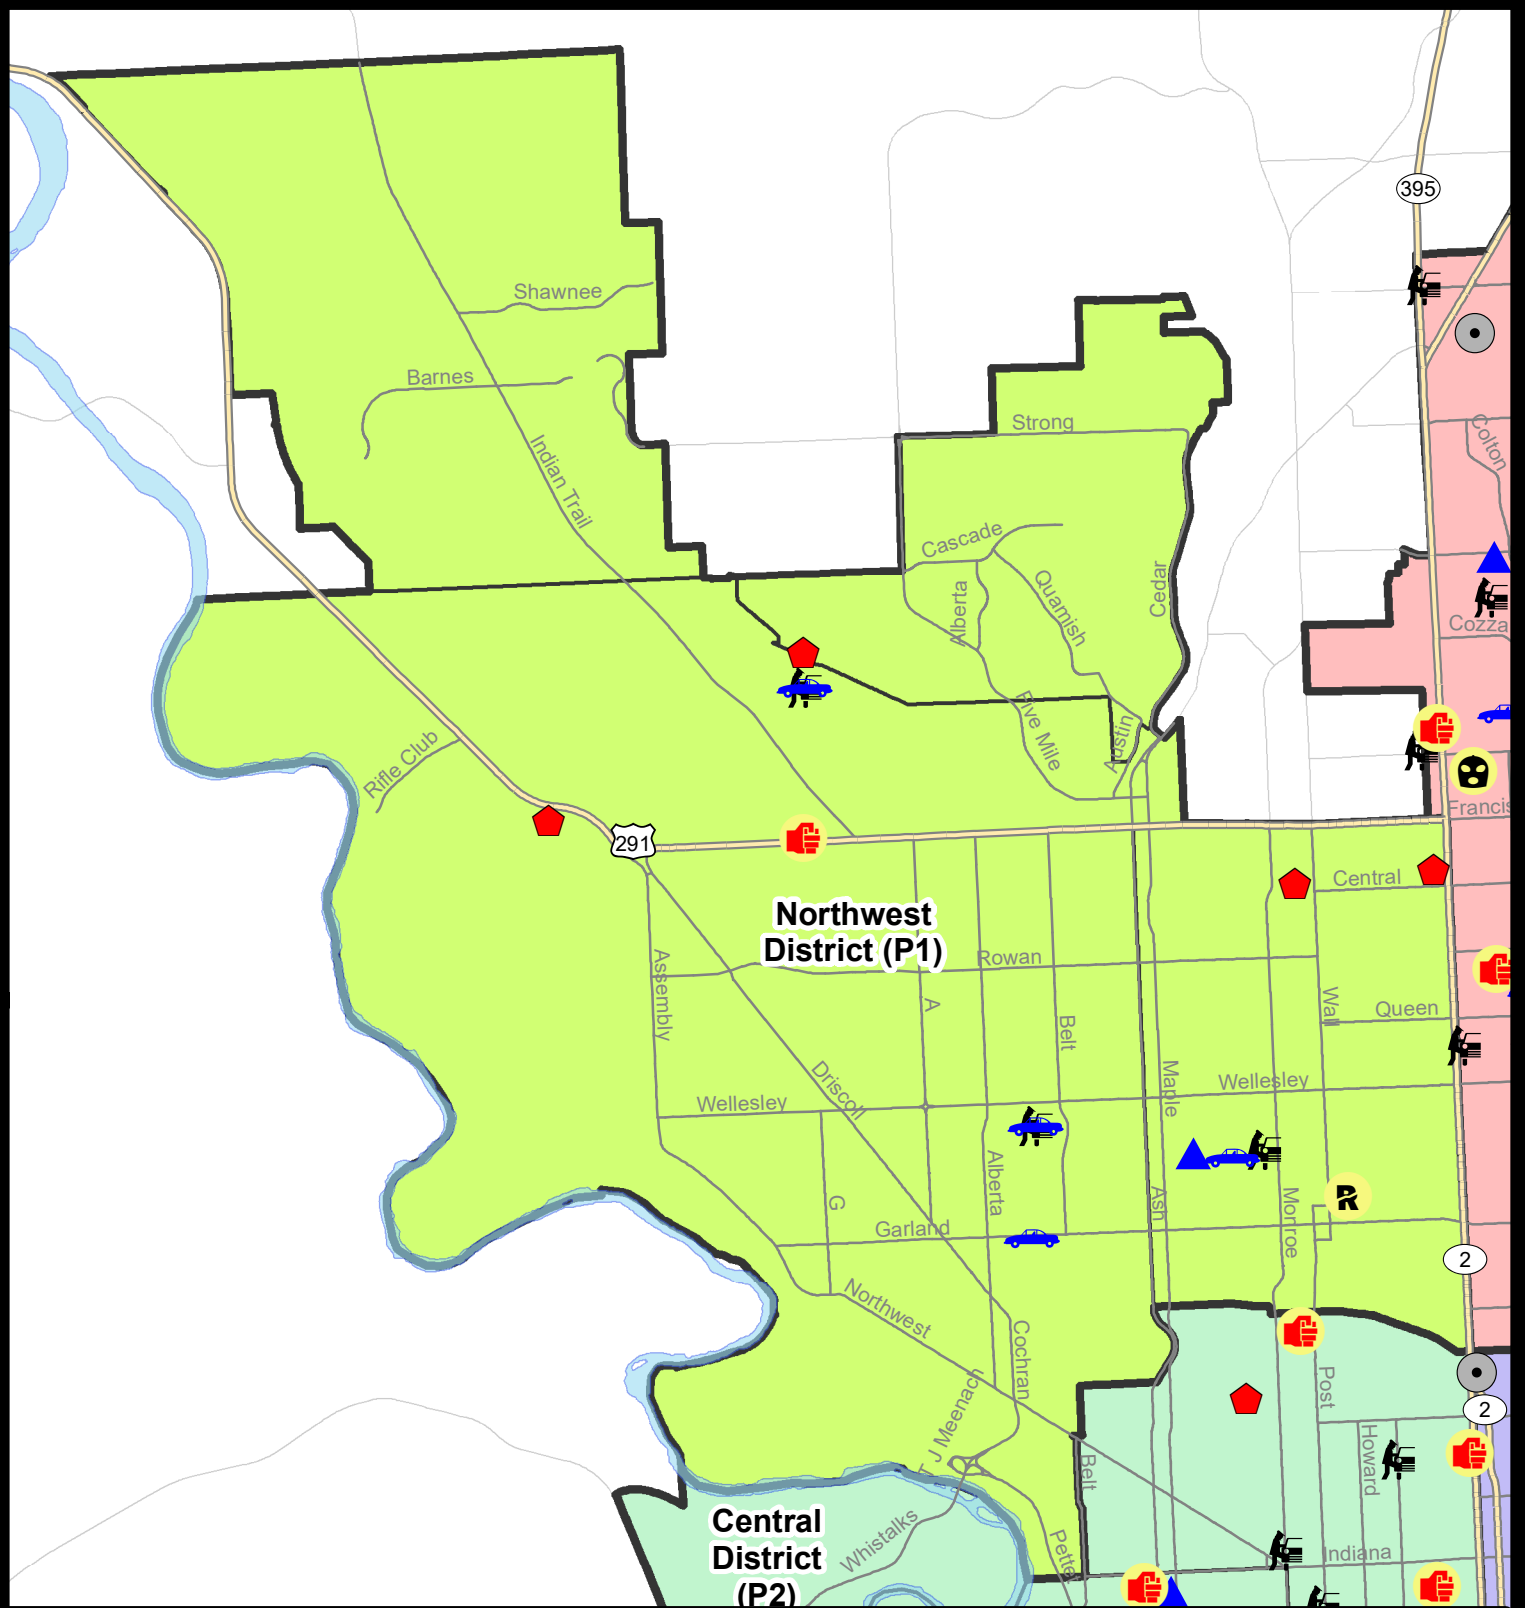 395
Shawnee
Barnes
Strong
Colton
Indian Trail
Cascade
Alberta
Quamish
Cedar
Cozza
Five Mile
Austin
Rifle Club
Francis
291
Central
Northwest
District (P1)
Rowan
Assembly
A
Belt
Wall
Queen
Driscoll
Maple
Wellesley
Wellesley
Alberta
G
Ash
Monroe
R
Garland
2
Northwest
Cochran
Post
2
T J Meenach
Howard
Belt
Central
District
(P2)
Whistalks
Pettet
Indiana